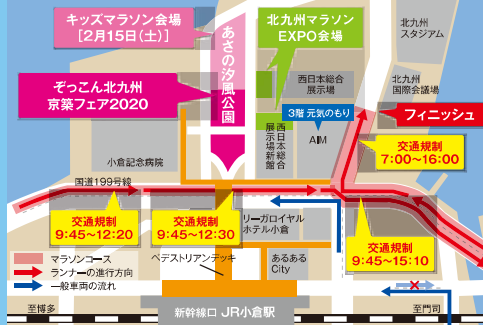 キッズマラソン会場
［2月15日（土）］
あさの汐風公園
北九州マラソン
EXPO会場
北九州
スタジアム
ぞっこん北九州
京築フェア2020
西日本総合
展示場
北九州
国際会議場
3階 元気のもり
フィニッシュ
西日本総合
展示場新館
AIM
交通規制
7:00〜16:00
小倉記念病院
国道199号線
交通規制
9:45〜12:20
交通規制
9:45〜12:30
リーガロイヤル
ホテル小倉
交通規制
9:45〜15:10
マラソンコース
ランナーの進行方向
一般車両の流れ
ペデストリアンデッキ
あるある
City
至博多
新幹線口 JR小倉駅
至門司